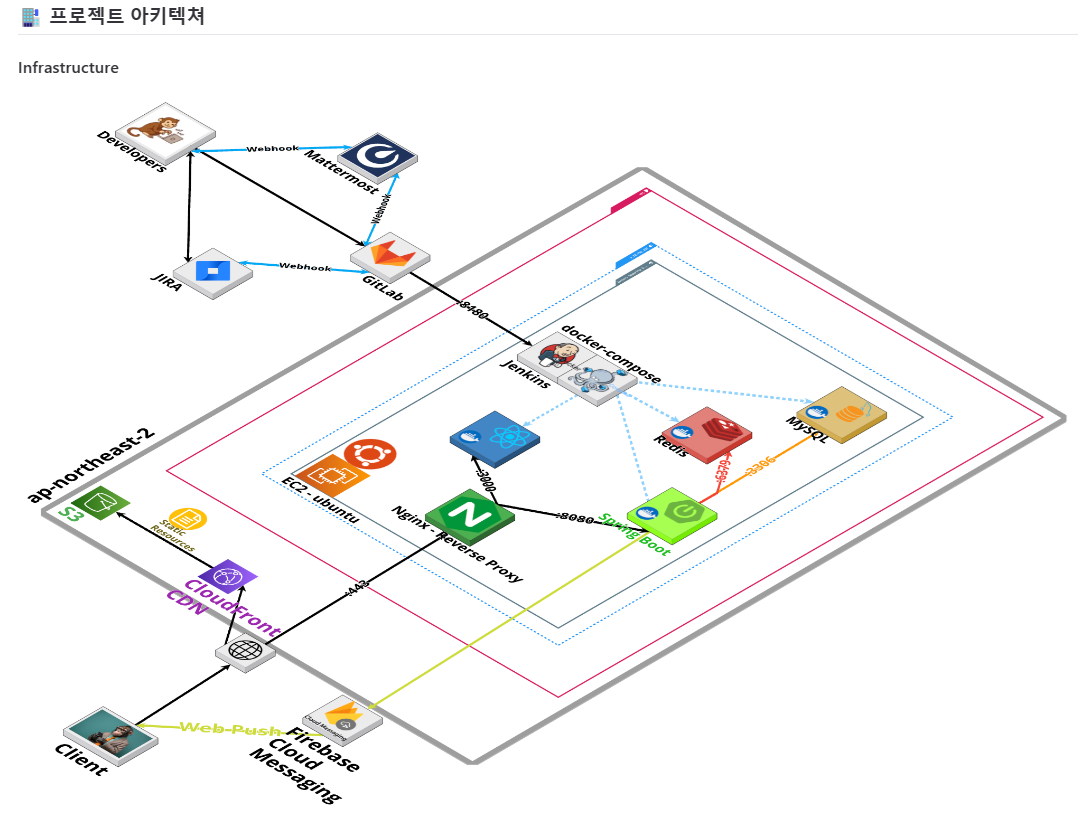 프로젝트 아키텍쳐
Infrastructure
Developers
Webhook
Mattermost
Webhook
JIRA
Webhook
GitLab
:8480
docker-compose
Jenkins
Redis
MySQL
:6379
:3306
EC2 - ubuntu
:3000
Nginx - Reverse Proxy
:8080
Spring Boot
ap-northeast-2
S3
Static
Resources
CloudFront
CDN
:443
Client
Web Push
Cloud Messaging
Firebase
Cloud
Messaging